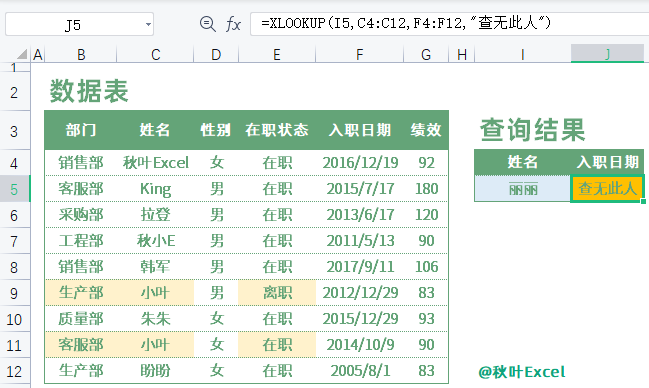 J5 fx =XLOOKUP(I5,C4:C12,F4:F12,"查无此人")
A B C D E F G H I J
1
2 数据表
3 部门 姓名 性别 在职状态 入职日期 绩效 查询结果
4 销售部 秋叶Excel 女 在职 2016/12/19 92 姓名 入职日期
5 客服部 King 男 在职 2015/7/17 180 丽丽 查无此人
6 采购部 拉登 男 在职 2013/6/17 120
7 工程部 秋小E 男 在职 2011/5/13 90
8 销售部 韩军 男 在职 2017/9/11 106
9 生产部 小叶 男 离职 2012/12/29 83
10 质量部 朱朱 女 在职 2015/12/29 93
11 客服部 小叶 女 在职 2014/10/9 90
12 生产部 盼盼 女 在职 2005/8/1 83 @秋叶Excel